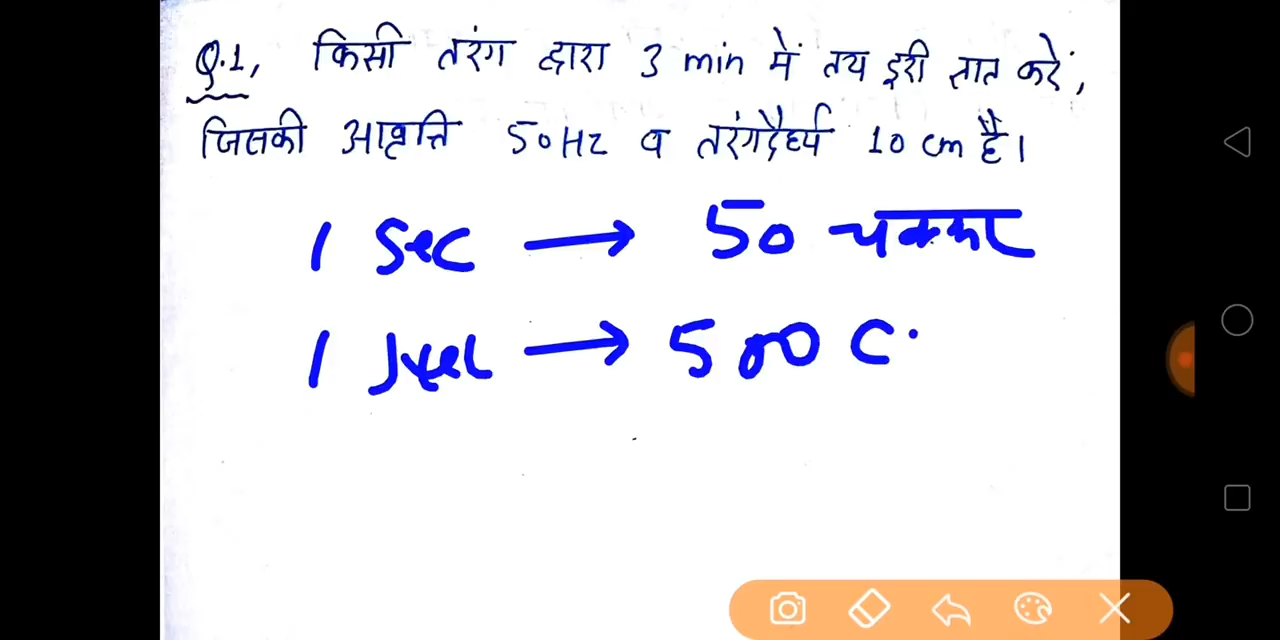 Q.1, किसी तरंग द्वारा 3 min में तय दूरी ज्ञात करें,
जिसकी आवृत्ति 50Hz व तरंगदैर्घ्य 10 cm है।
1 Sec → 50 चक्कर
1 Sec → 500 C.